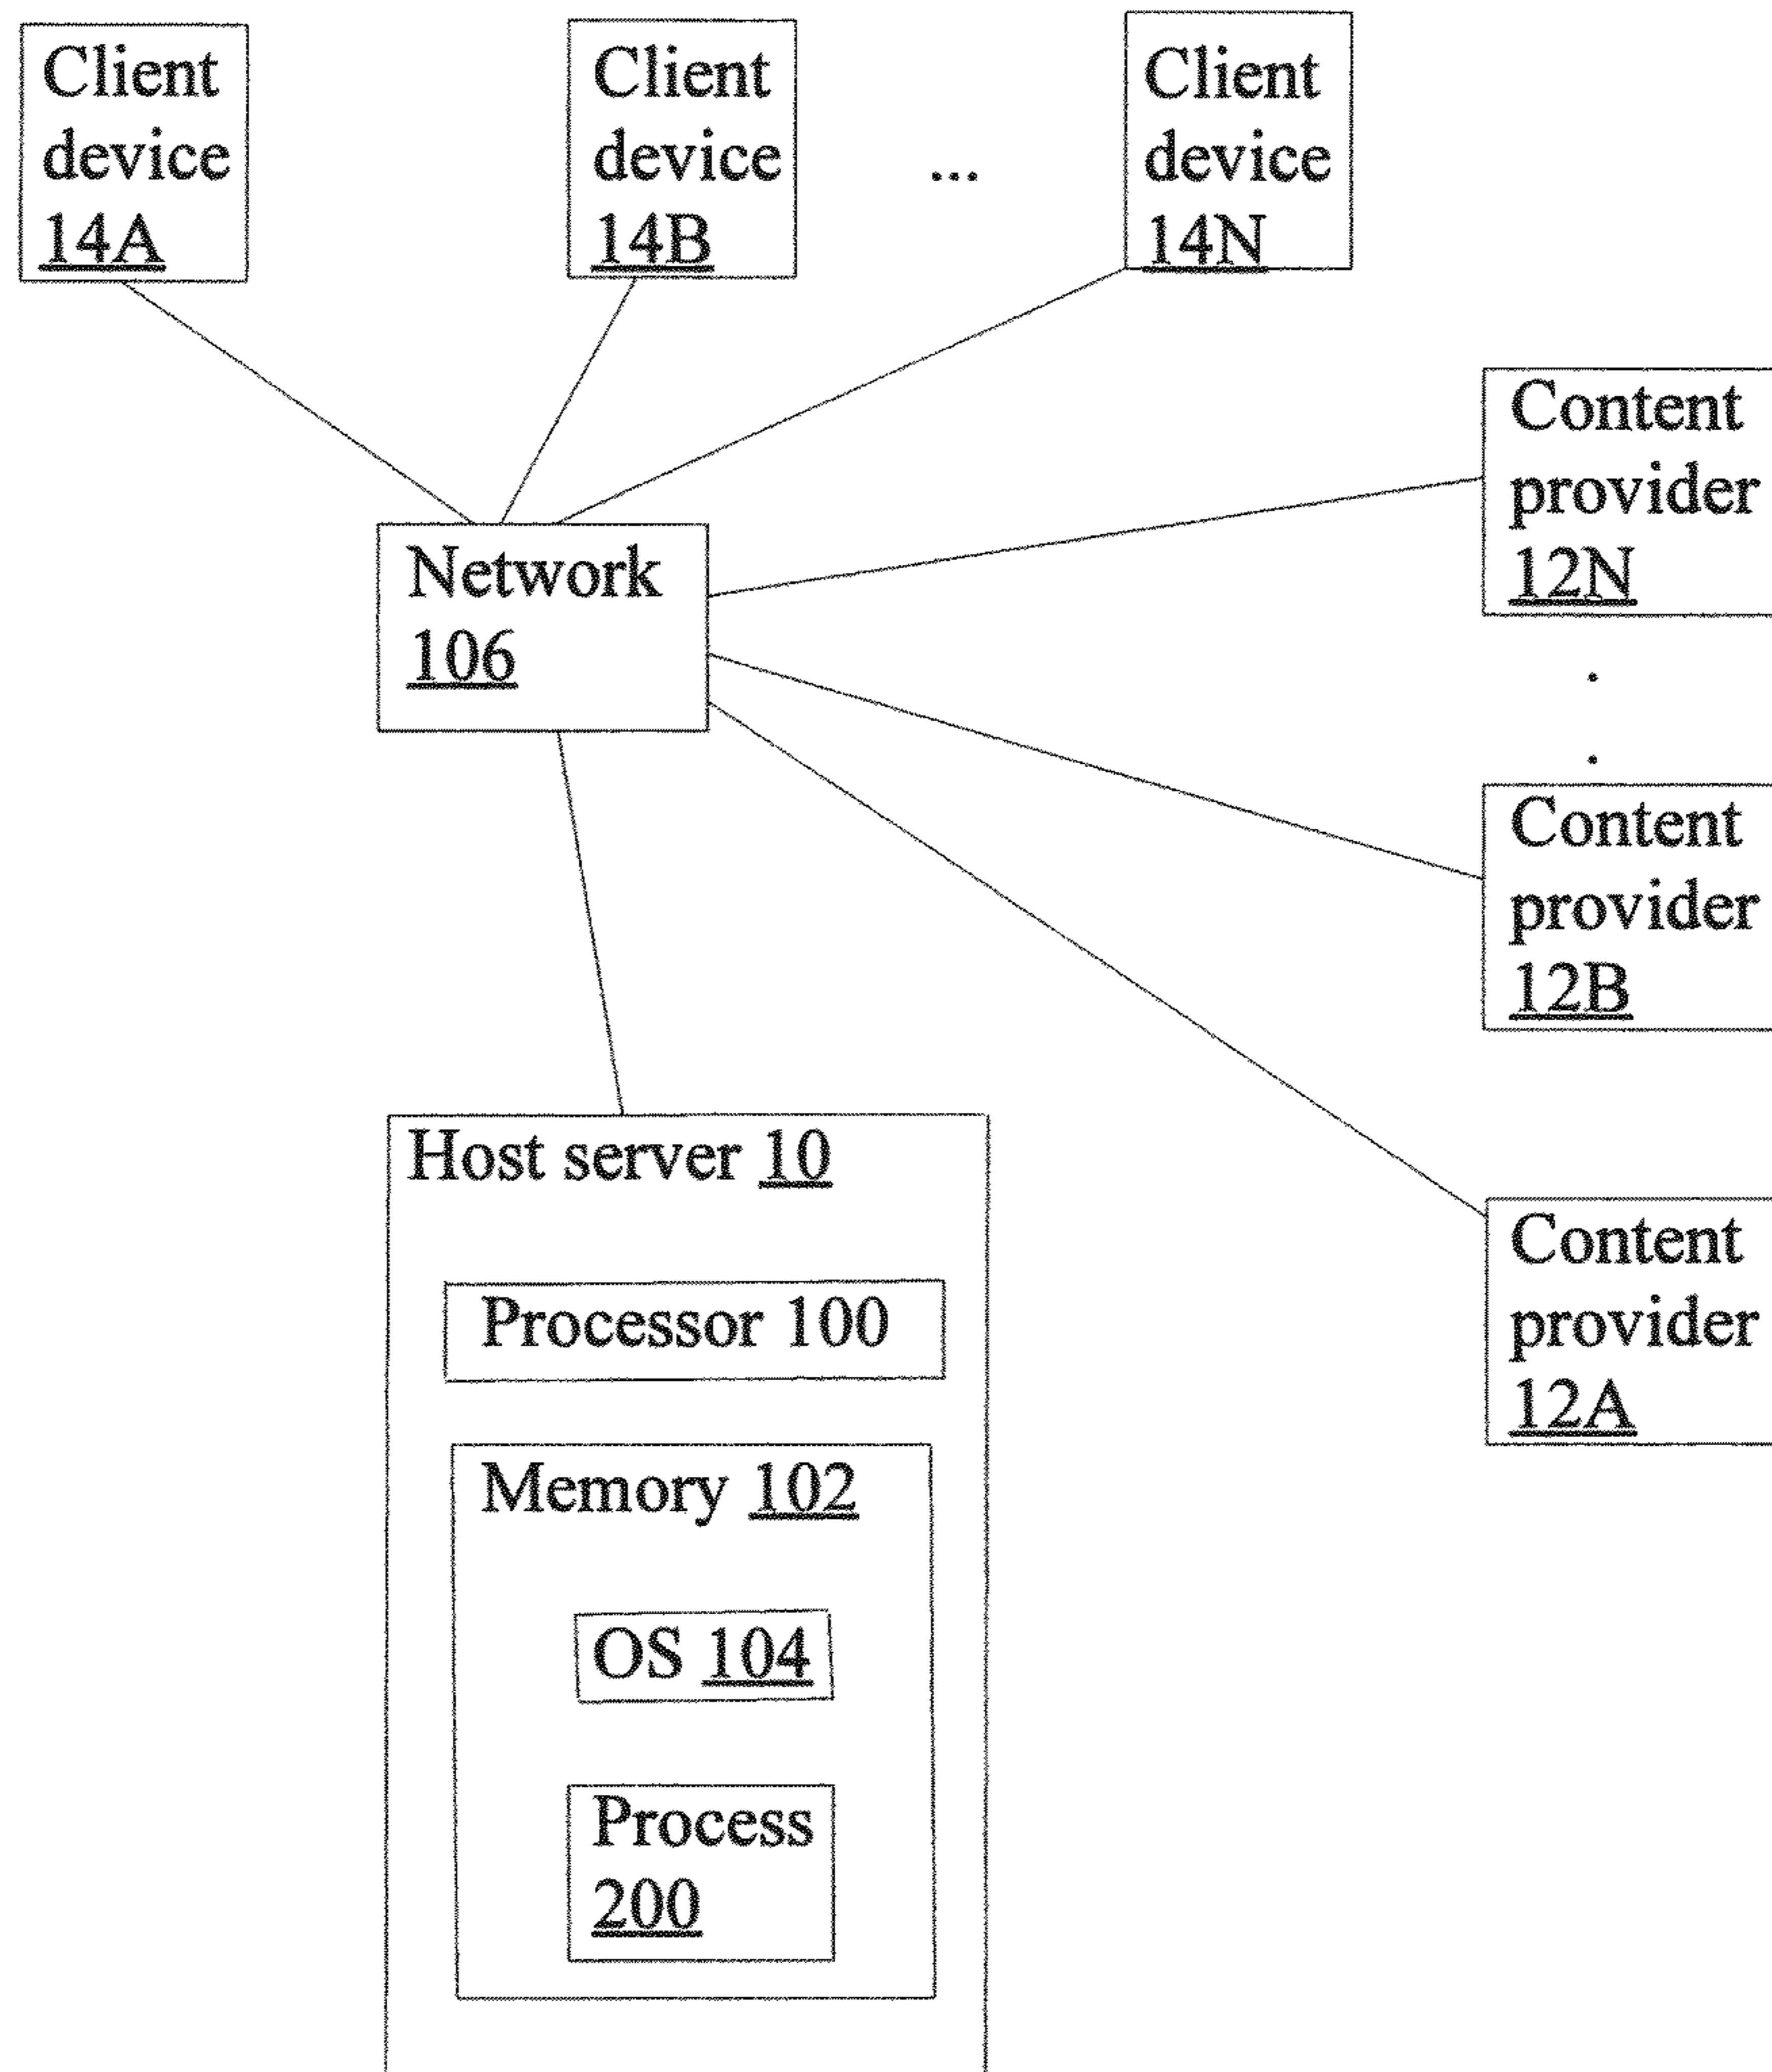 Client
device
14A
Client
device
14B
...
Client
device
14N
Network
106
Content
provider
12N
.
.
Content
provider
12B
Content
provider
12A
Host server 10
Processor 100
Memory 102
OS 104
Process
200